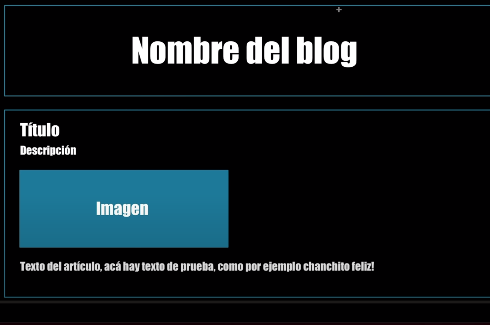 Nombre del blog
Título
Descripción
Imagen
Texto del artículo, acá hay texto de prueba, como por ejemplo chanchito feliz!